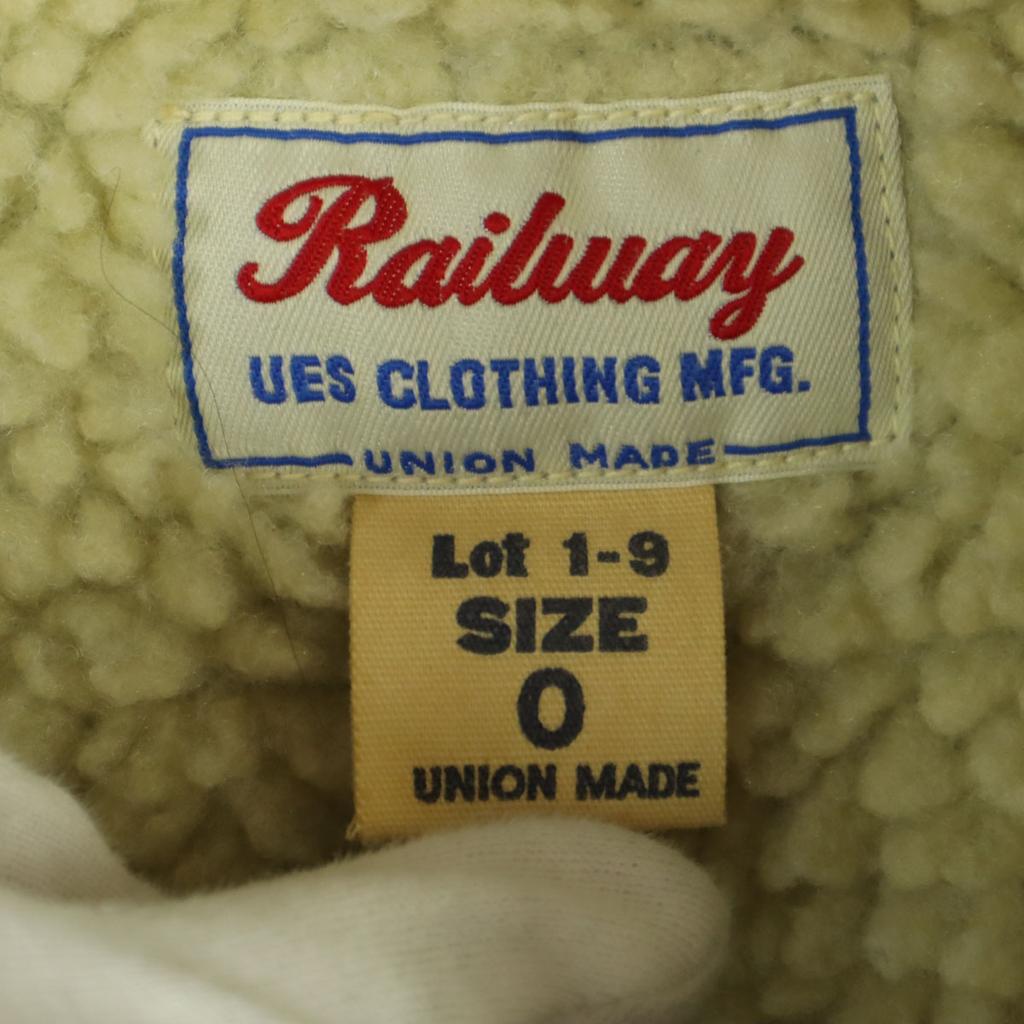 Railway
UES CLOTHING MFG.
UNION MADE
Lot 1-9
SIZE
0
UNION MADE